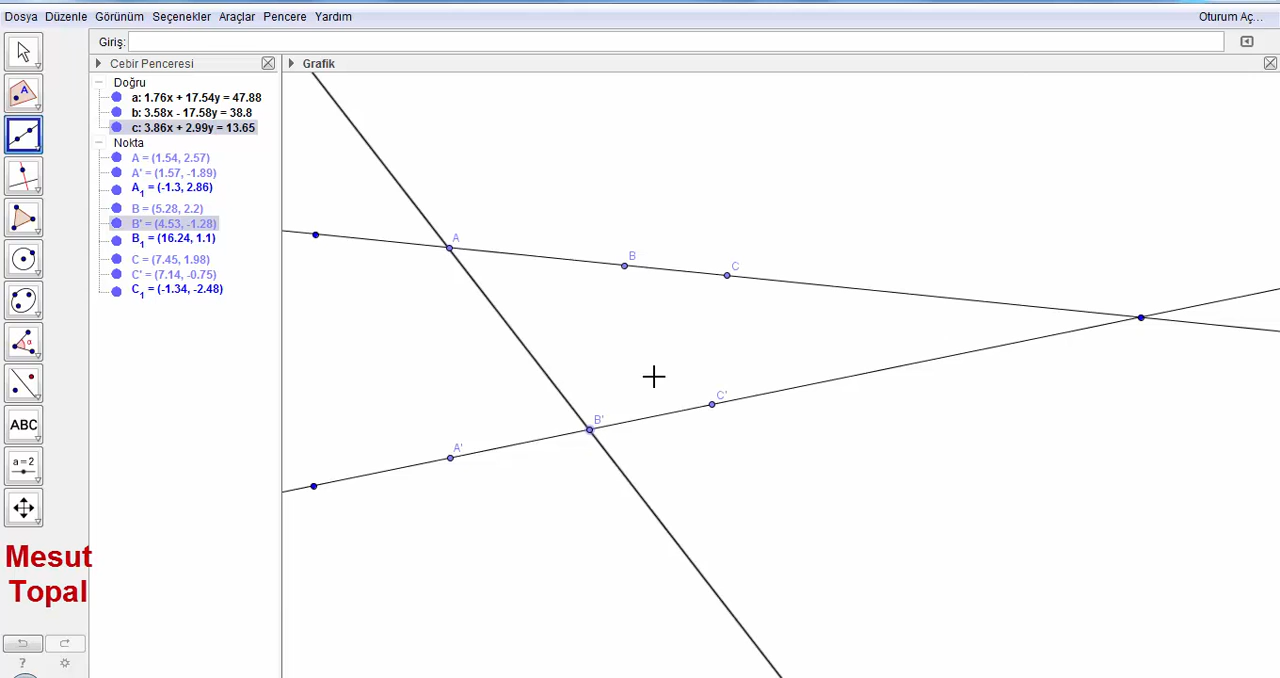 Dosya Düzenle Görünüm Seçenekler Araçlar Pencere Yardım
Oturum Aç...
Giriş:
Cebir Penceresi
Grafik
Doğru
a: 1.76x + 17.54y = 47.88
b: 3.58x - 17.58y = 38.8
c: 3.86x + 2.99y = 13.65
Nokta
A = (1.54, 2.57)
A' = (1.57, -1.89)
A1 = (-1.3, 2.86)
B = (5.28, 2.2)
B' = (4.53, -1.28)
B1 = (16.24, 1.1)
C = (7.45, 1.98)
C' = (7.14, -0.75)
C1 = (-1.34, -2.48)
A
B
C
C'
B'
A'
A
α
ABC
a=2
Mesut
Topal
?